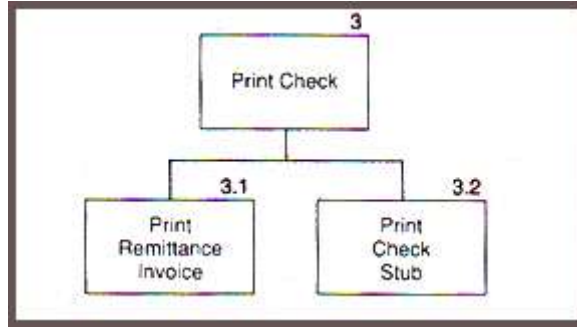 3
Print Check
3.1
3.2
Print
Remittance
Invoice
Print
Check
Stub